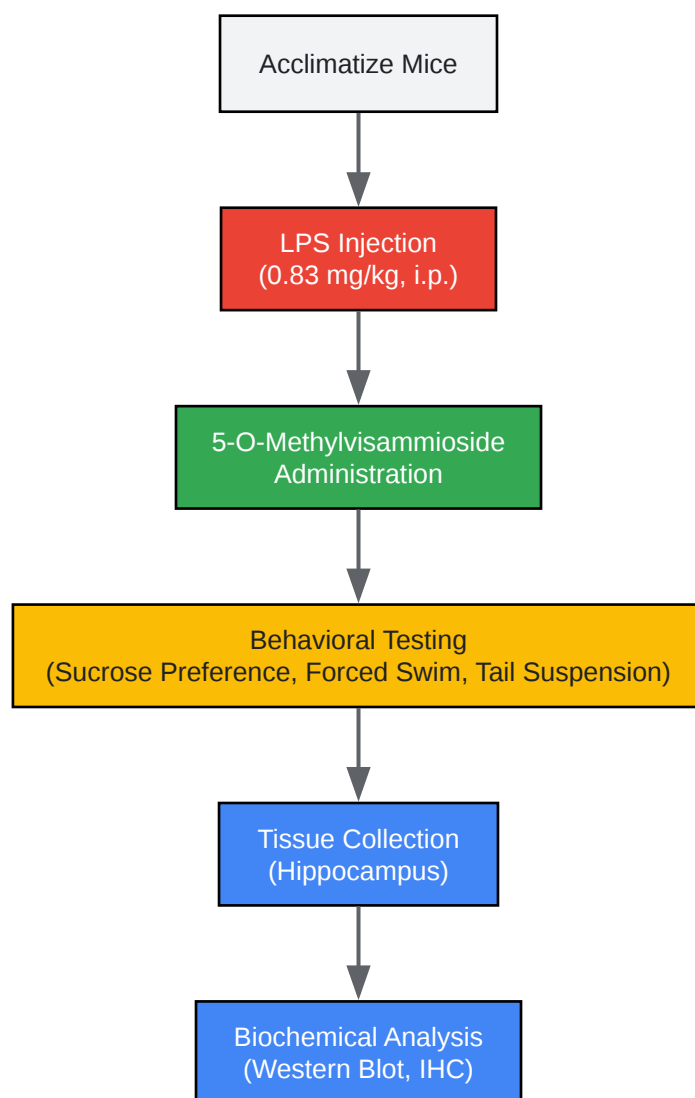 Acclimatize Mice
LPS Injection
(0.83 mg/kg, i.p.)
5-O-Methylvisammioside
Administration
Behavioral Testing
(Sucrose Preference, Forced Swim, Tail Suspension)
Tissue Collection
(Hippocampus)
Biochemical Analysis
(Western Blot, IHC)